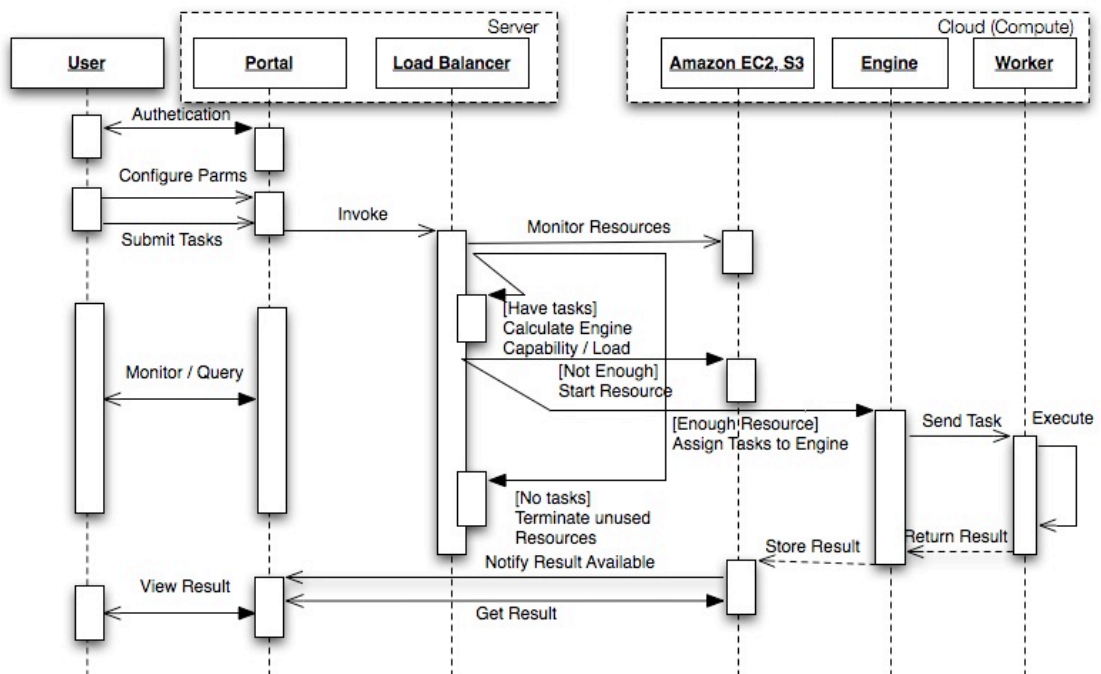 Server
Cloud (Compute)
User
Portal
Load Balancer
Amazon EC2, S3
Engine
Worker
Authetication
Configure Parms
Submit Tasks
Invoke
Monitor Resources
[Have tasks]
Calculate Engine
Capability / Load
[Not Enough]
Start Resource
Monitor / Query
[Enough Resource]
Assign Tasks to Engine
Send Task
Execute
[No tasks]
Terminate unused
Resources
Return Result
Store Result
Notify Result Available
View Result
Get Result